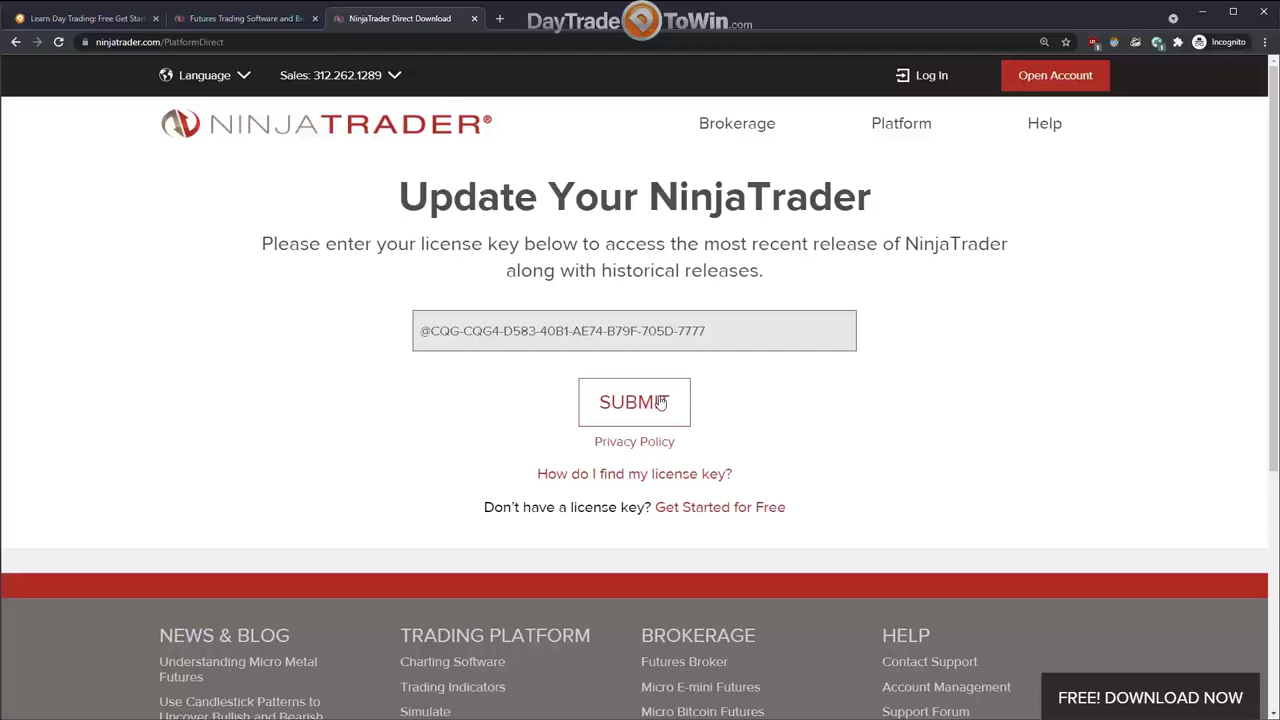 Learn Day Trading: Free Get Star
Futures Trading Software and B
NinjaTrader Direct Download
DayTradeToWin.com
ninjatrader.com/PlatformDirect
Incognito
Language
Sales: 312.262.1289
Log In
Open Account
NINJATRADER®
Brokerage
Platform
Help
Update Your NinjaTrader
Please enter your license key below to access the most recent release of NinjaTrader
along with historical releases.
@CQG-CQG4-D583-40B1-AE74-B79F-705D-7777
SUBMIT
Privacy Policy
How do I find my license key?
Don't have a license key? Get Started for Free
NEWS & BLOG
Understanding Micro Metal
Futures
Use Candlestick Patterns to
Uncover Bullish and Bearish
TRADING PLATFORM
Charting Software
Trading Indicators
Simulate
BROKERAGE
Futures Broker
Micro E-mini Futures
Micro Bitcoin Futures
HELP
Contact Support
Account Management
Support Forum
FREE! DOWNLOAD NOW